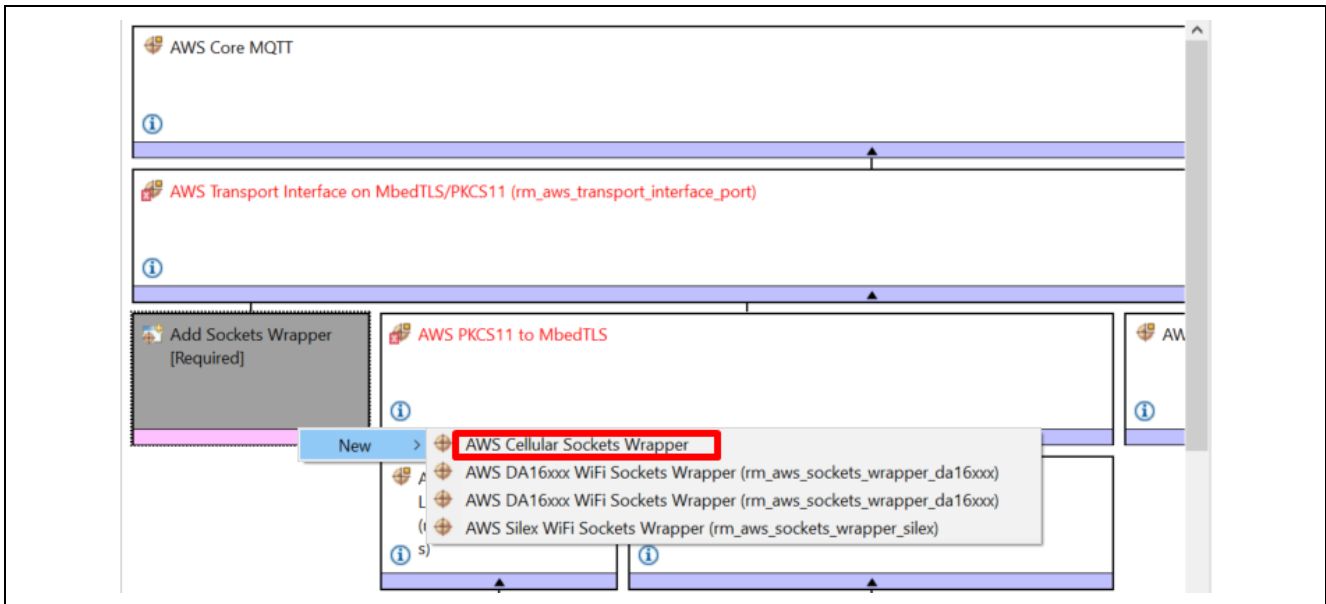 AWS Core MQTT
AWS Transport Interface on MbedTLS/PKCS11 (rm_aws_transport_interface_port)
Add Sockets Wrapper
[Required]
AWS PKCS11 to MbedTLS
AW
New
AWS Cellular Sockets Wrapper
AWS DA16xxx WiFi Sockets Wrapper (rm_aws_sockets_wrapper_da16xxx)
AWS DA16xxx WiFi Sockets Wrapper (rm_aws_sockets_wrapper_da16xxx)
AWS Silex WiFi Sockets Wrapper (rm_aws_sockets_wrapper_silex)
A
L
(r
s)